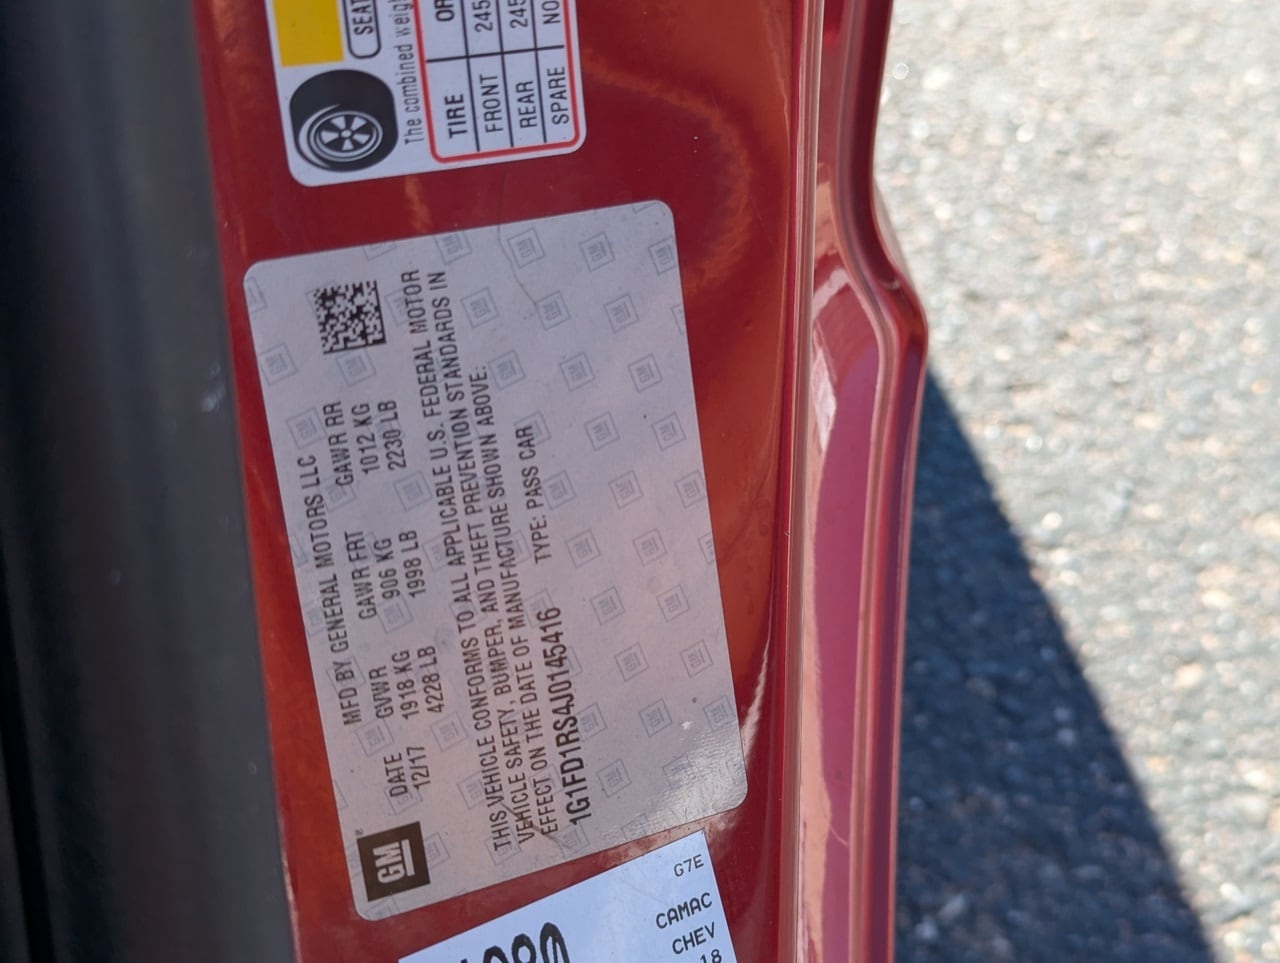 SEAT
The combined
TIRE
FRONT 245
REAR 245
SPARE
MFD BY GENERAL MOTORS LLC
DATE GVWR GAWR FRT GAWR RR
12/17 1918 KG 906 KG 1012 KG
4228 LB 1998 LB 2230 LB
THIS VEHICLE CONFORMS TO ALL APPLICABLE U.S. FEDERAL MOTOR
VEHICLE SAFETY, BUMPER, AND THEFT PREVENTION STANDARDS IN
EFFECT ON THE DATE OF MANUFACTURE SHOWN ABOVE.
1G1FD1RS4J0145416 TYPE: PASS CAR
GM
G7E
CAMAC
CHEV
18